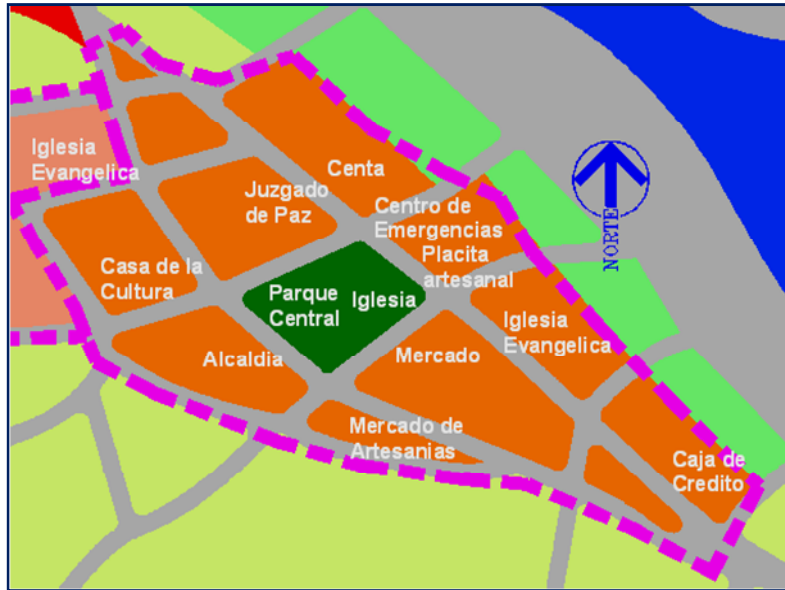 Iglesia
Evangelica
Centa
Juzgado
de Paz
Centro de
Emergencias
Placita
artesanal
NORTE
Casa de la
Cultura
Parque
Central
Iglesia
Iglesia
Evangelica
Alcaldia
Mercado
Mercado de
Artesanias
Caja de
Credito